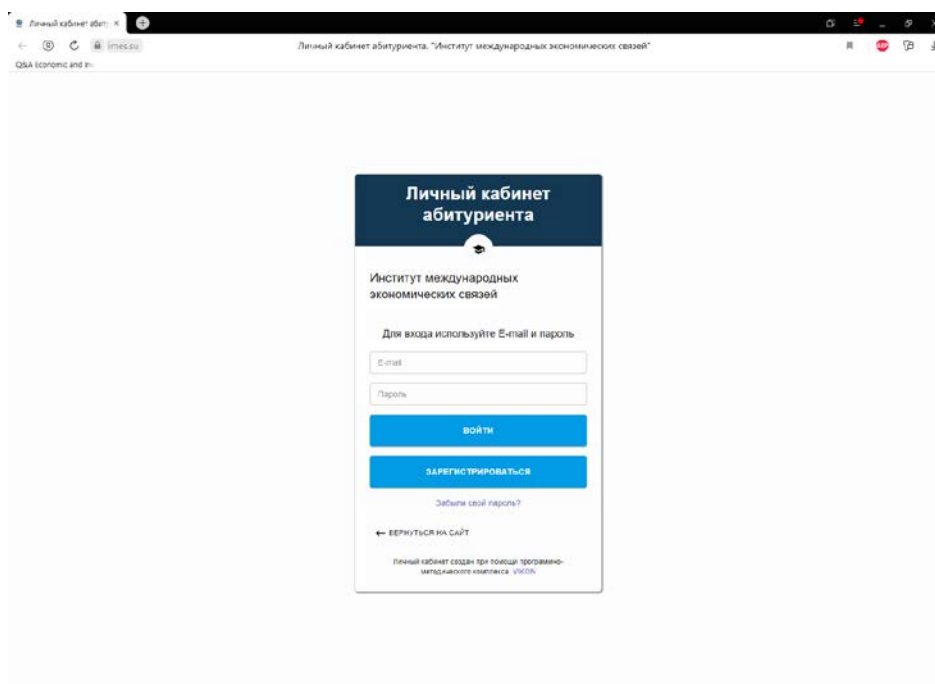 Личный кабинет абит
imes.su
Личный кабинет абитуриента. "Институт международных экономических связей"
ABP
Q&A Economic and In
Личный кабинет
абитуриента
Институт международных
экономических связей
Для входа используйте E-mail и пароль
E-mail
Пароль
ВОЙТИ
ЗАРЕГИСТРИРОВАТЬСЯ
Забыли свой пароль?
← ВЕРНУТЬСЯ НА САЙТ
Личный кабинет создан при помощи программно-
методического комплекса VIKON